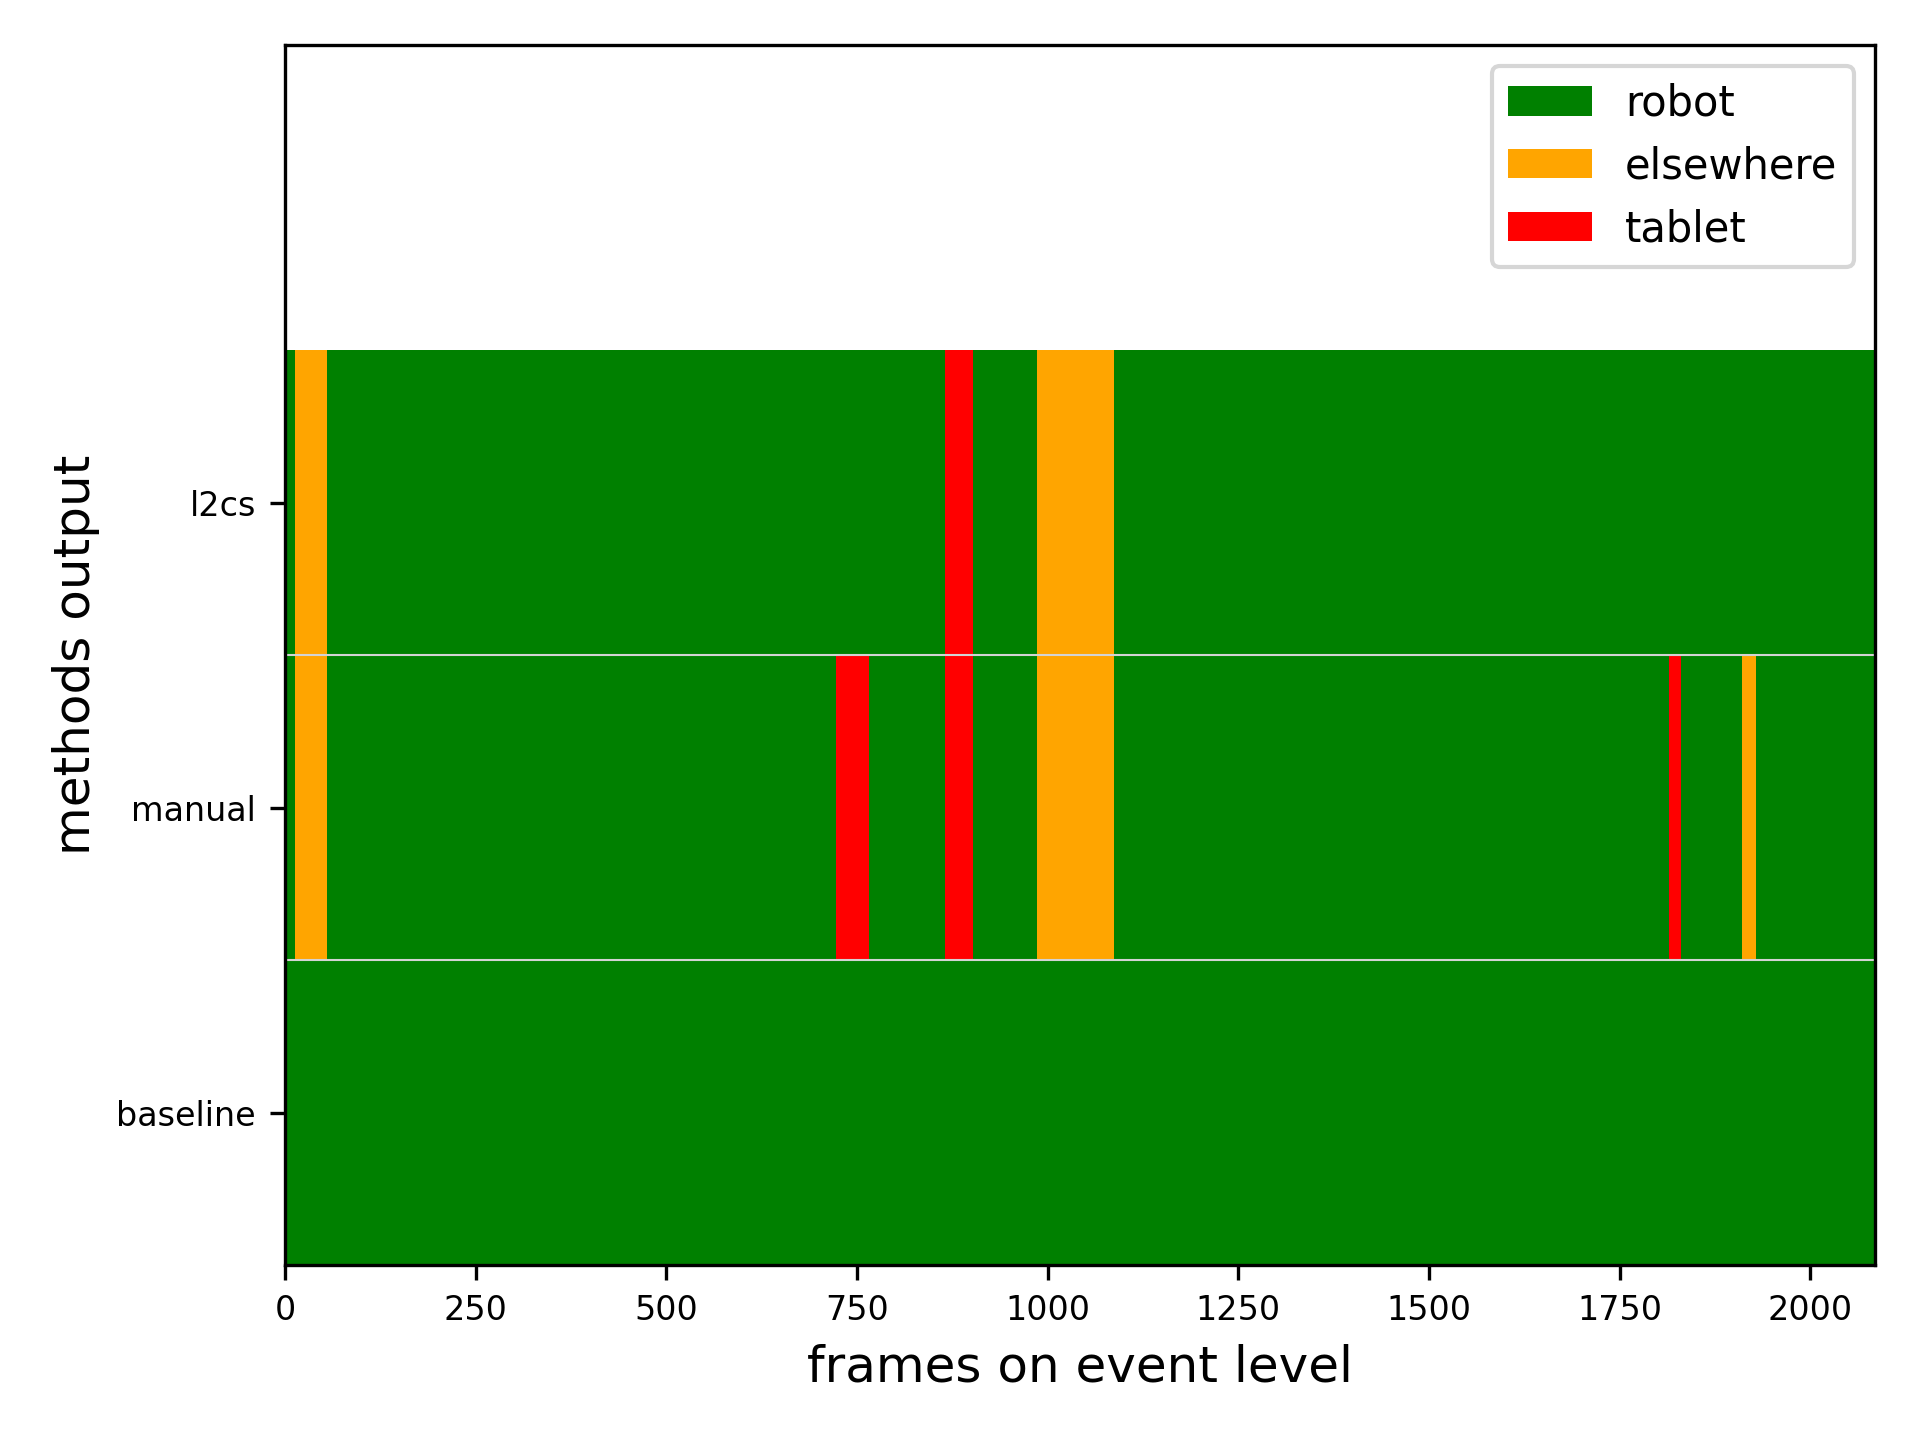 robot
elsewhere
tablet
methods output
l2cs
manual
baseline
0 250 500 750 1000 1250 1500 1750 2000
frames on event level